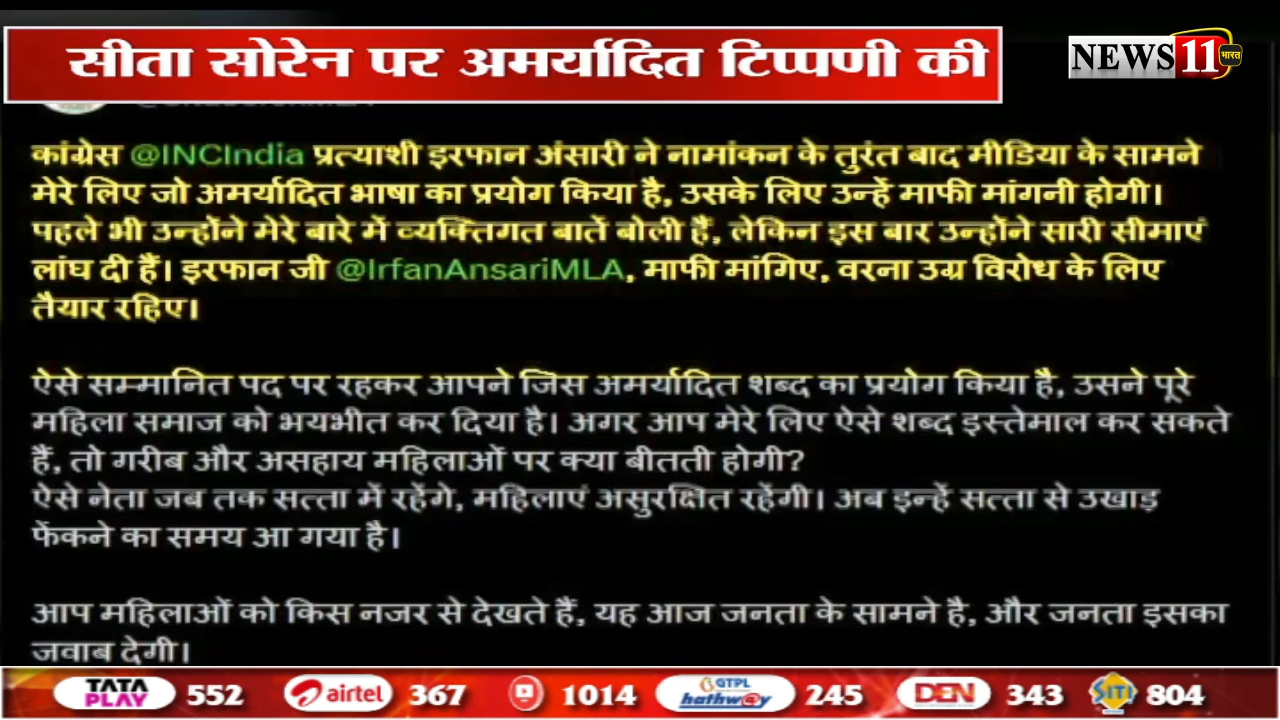 सीता सोरेन पर अमर्यादित टिप्पणी की
NEWS 11 भारत
कांग्रेस @INCIndia प्रत्याशी इरफान अंसारी ने नामांकन के तुरंत बाद मीडिया के सामने
मेरे लिए जो अमर्यादित भाषा का प्रयोग किया है, उसके लिए उन्हें माफी मांगनी होगी।
पहले भी उन्होंने मेरे बारे में व्यक्तिगत बातें बोली हैं, लेकिन इस बार उन्होंने सारी सीमाएं
लांघ दी हैं। इरफान जी @IrfanAnsariMLA, माफी मांगिए, वरना उग्र विरोध के लिए
तैयार रहिए।
ऐसे सम्मानित पद पर रहकर आपने जिस अमर्यादित शब्द का प्रयोग किया है, उसने पूरे
महिला समाज को भयभीत कर दिया है। अगर आप मेरे लिए ऐसे शब्द इस्तेमाल कर सकते
हैं, तो गरीब और असहाय महिलाओं पर क्या बीतती होगी?
ऐसे नेता जब तक सत्ता में रहेंगे, महिलाएं असुरक्षित रहेंगी। अब इन्हें सत्ता से उखाड़
फेंकने का समय आ गया है।
आप महिलाओं को किस नजर से देखते हैं, यह आज जनता के सामने है, और जनता इसका
जवाब देगी।
TATA PLAY 552 airtel 367 1014 GTPL hathway 245 DEN 343 SITI 804